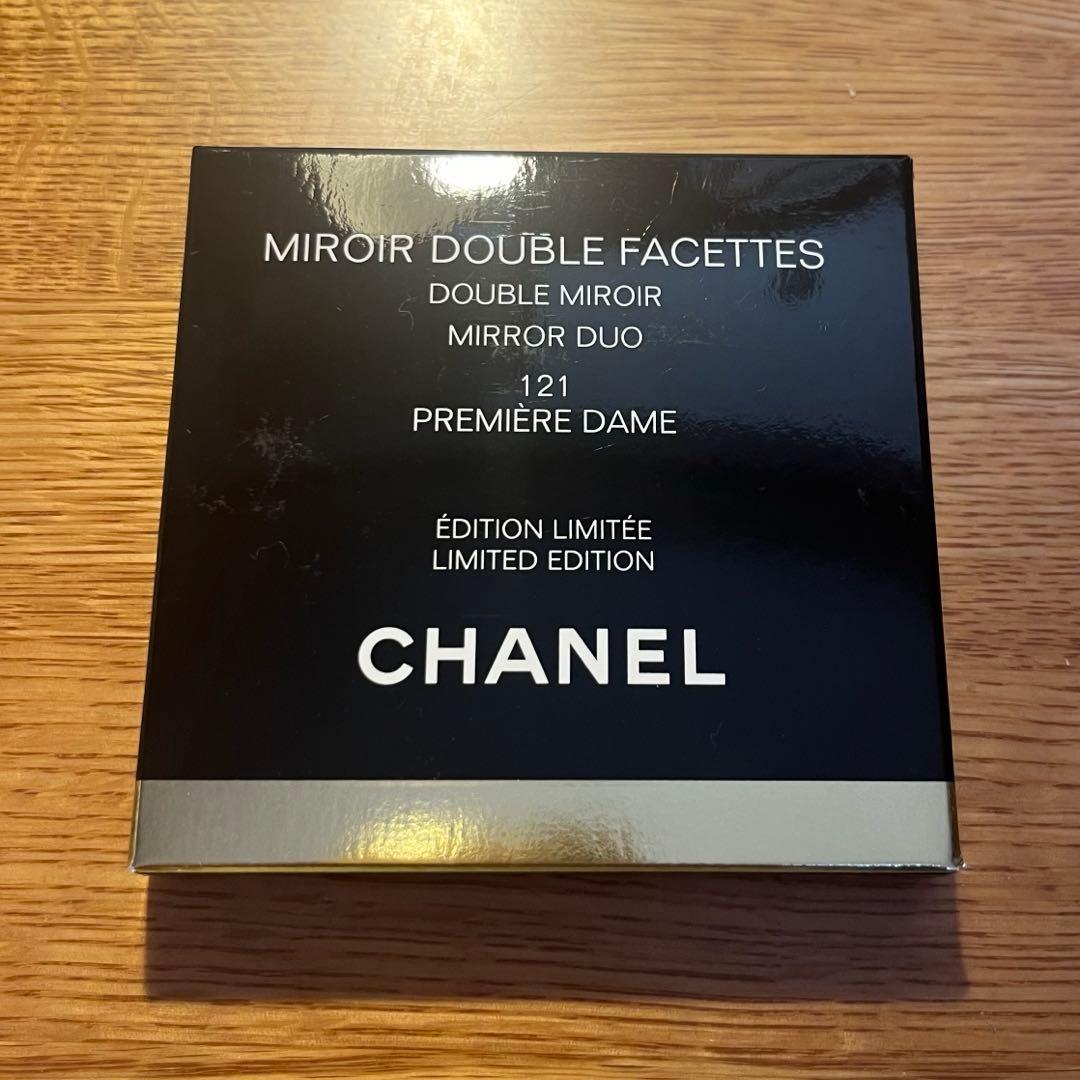 MIROIR DOUBLE FACETTES
DOUBLE MIROIR
MIRROR DUO
121
PREMIÈRE DAME
ÉDITION LIMITÉE
LIMITED EDITION
CHANEL